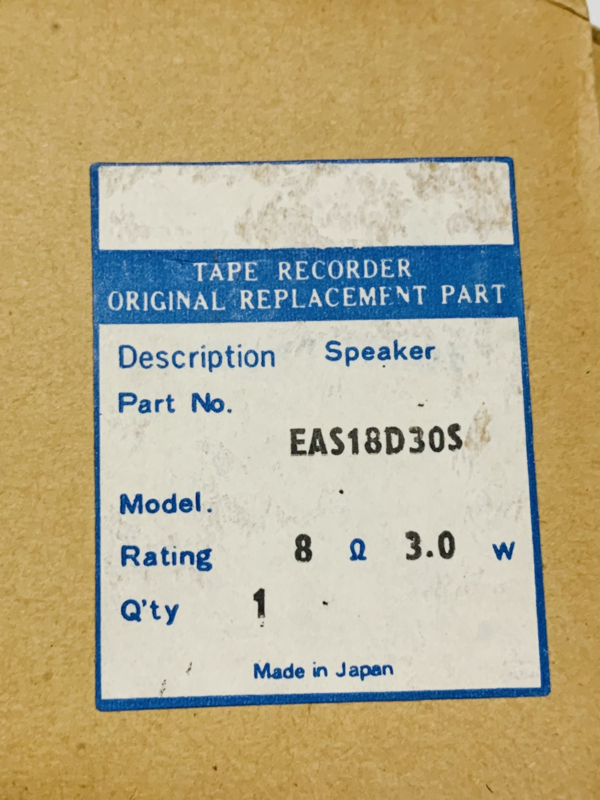 TAPE RECORDER
ORIGINAL REPLACEMENT PART
Description Speaker
Part No.
EAS18D30S
Model.
Rating 8 Ω 3.0 W
Q'ty 1
Made in Japan